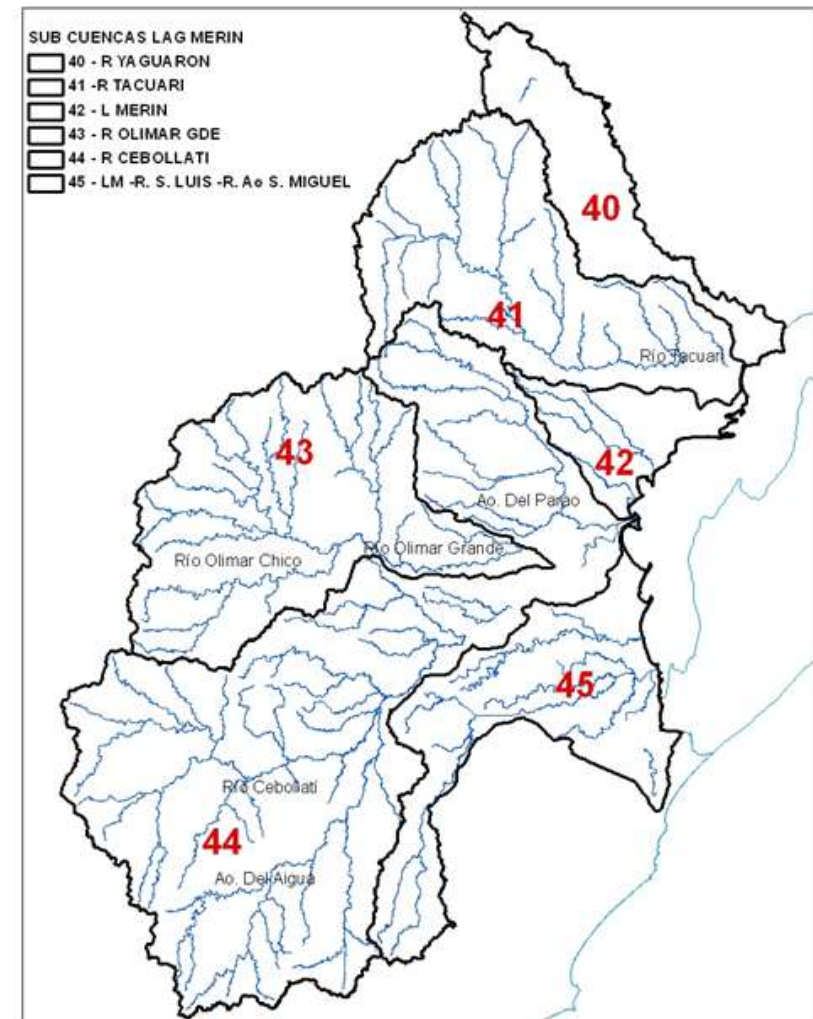 SUB CUENCAS LAG MERIN
40 - R YAGUARON
41 -R TACUARI
42 - L MERIN
43 - R OLIMAR GDE
44 - R CEBOLLATI
45 - LM -R. S. LUIS -R. Ao S. MIGUEL
40
41
Río Tacuari
43
42
Ao. Del Parao
Río Olimar Grande
Río Olimar Chico
45
Río Cebollatí
44
Ao. Del Aigua